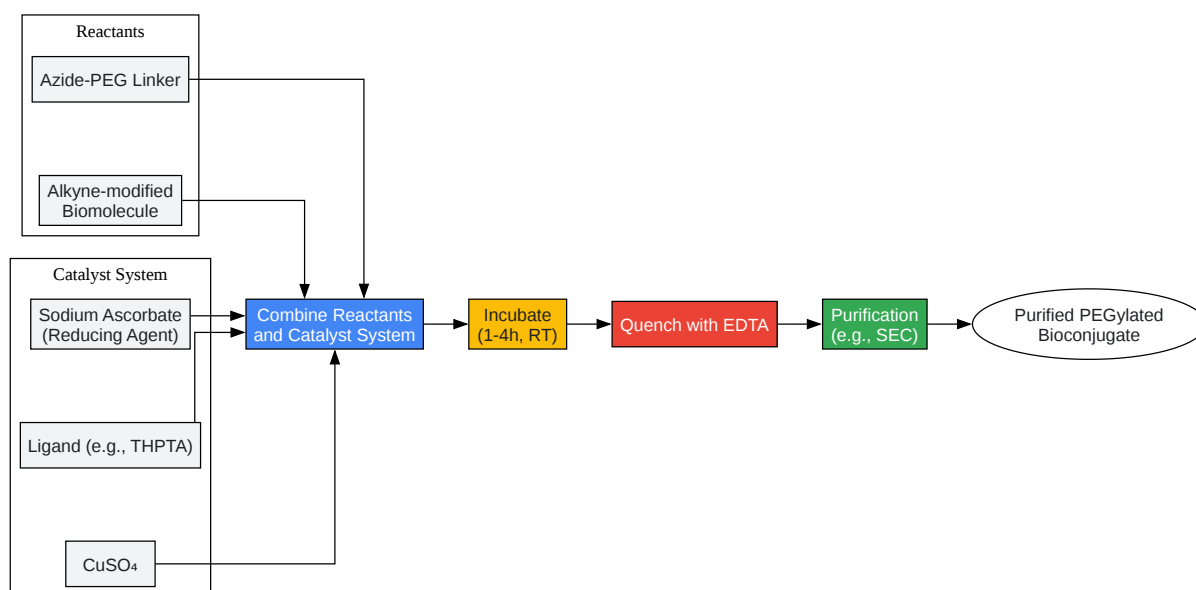 Reactants
Azide-PEG Linker
Alkyne-modified
Biomolecule
Catalyst System
Sodium Ascorbate
(Reducing Agent)
Ligand (e.g., THPTA)
CuSO₄
Combine Reactants
and Catalyst System
Incubate
(1-4h, RT)
Quench with EDTA
Purification
(e.g., SEC)
Purified PEGylated
Bioconjugate